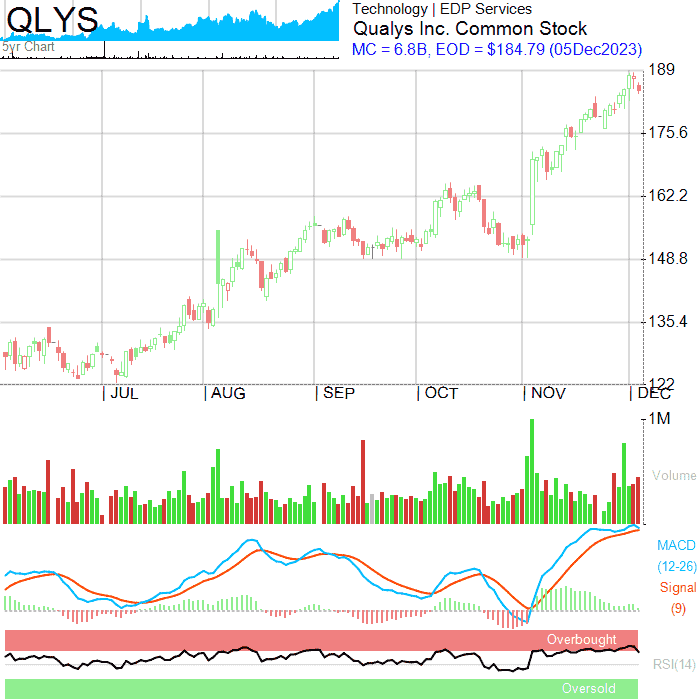 QLYS
5yr Chart
Technology | EDP Services
Qualys Inc. Common Stock
MC = 6.8B, EOD = $184.79 (05Dec2023)
189
175.6
162.2
148.8
135.4
122
JUL AUG SEP OCT NOV DEC
1M
Volume
MACD
(12-26)
Signal
(9)
Overbought
RSI(14)
Oversold